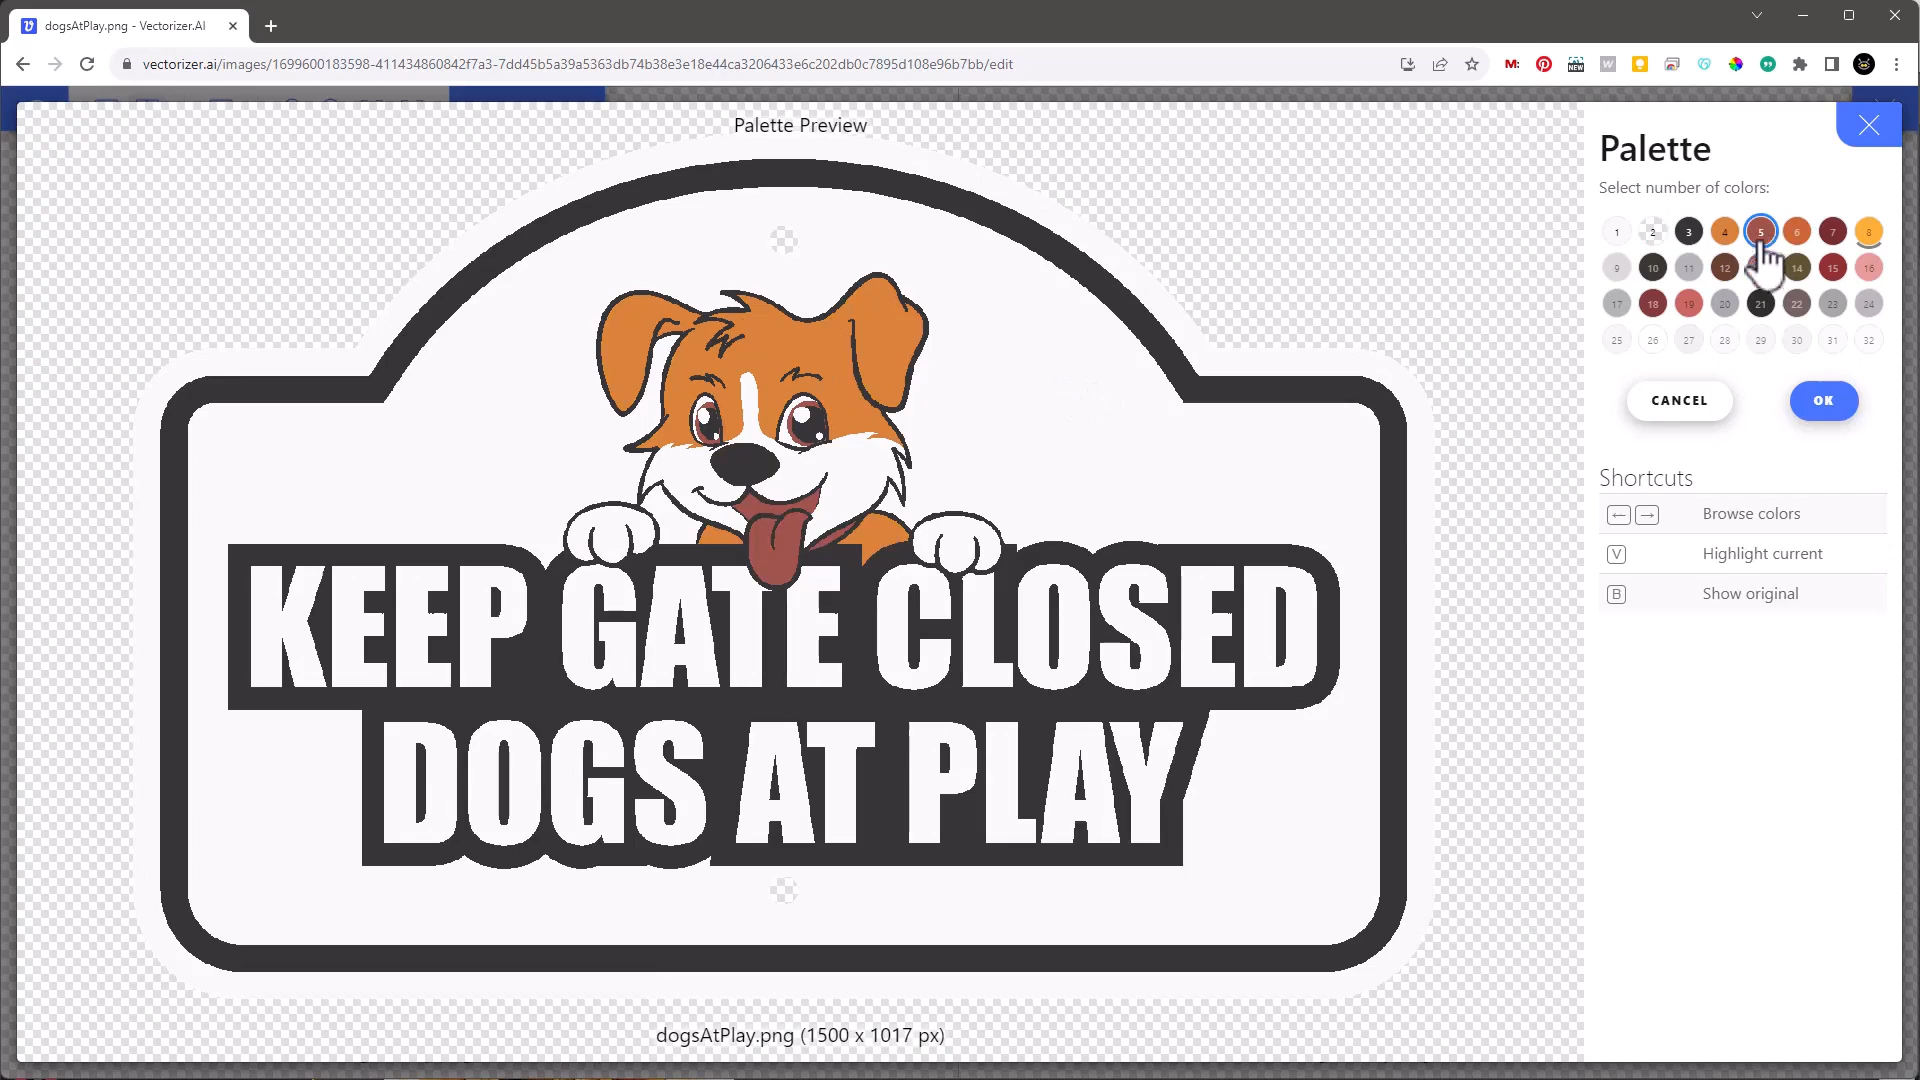 dogsAtPlay.png - Vectorizer.AI
vectorizer.ai/images/1699600183598-411434860842f7a3-7dd45b5a39a5363db74b38e3e18e44ca3206433e6c202db0c7895d108e96b7bb/edit
Palette Preview
KEEP GATE CLOSED
DOGS AT PLAY
dogsAtPlay.png (1500 x 1017 px)
Palette
Select number of colors:
1 2 3 4 5 6 7 8
9 10 11 12 14 15 16
17 18 19 20 21 22 23 24
25 26 27 28 29 30 31 32
CANCEL OK
Shortcuts
← → Browse colors
V Highlight current
B Show original